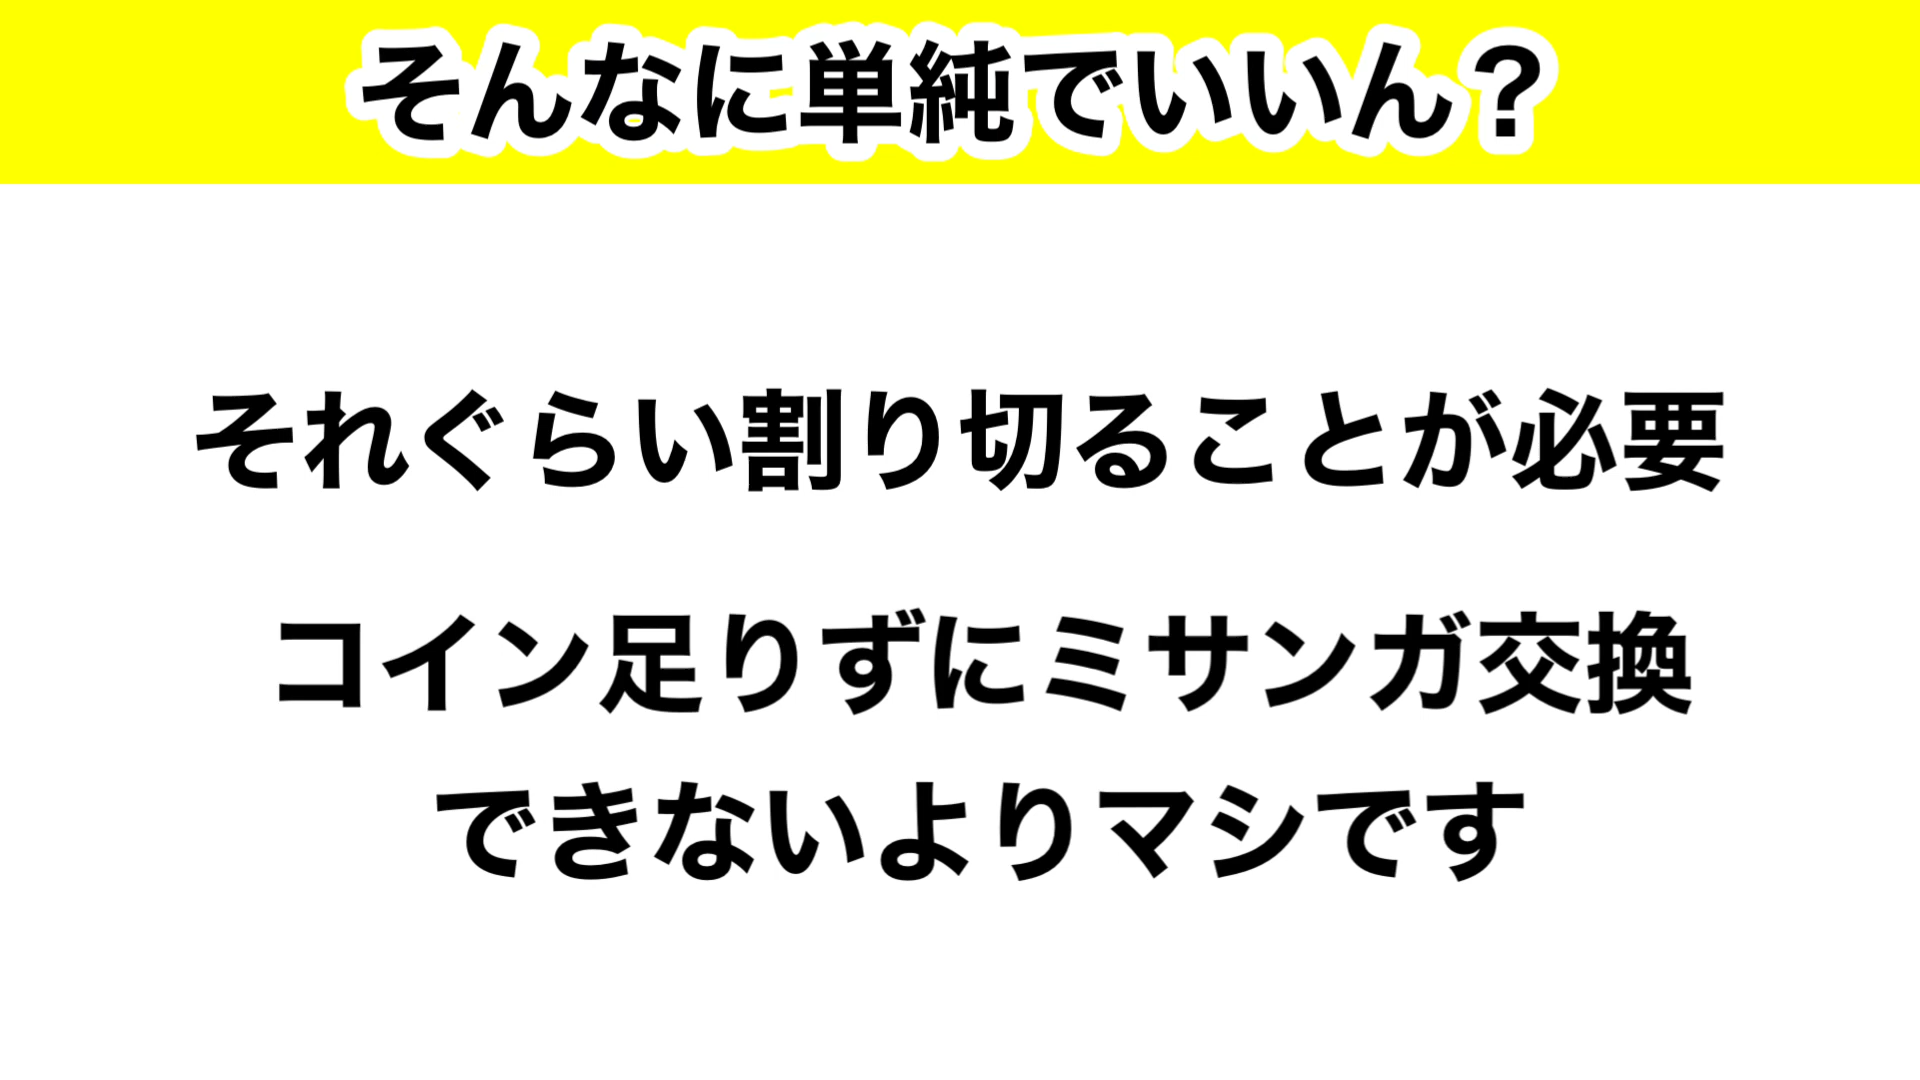 そんなに単純でいいん？
それぐらい割り切ることが必要
コイン足りずにミサンガ交換
できないよりマシです